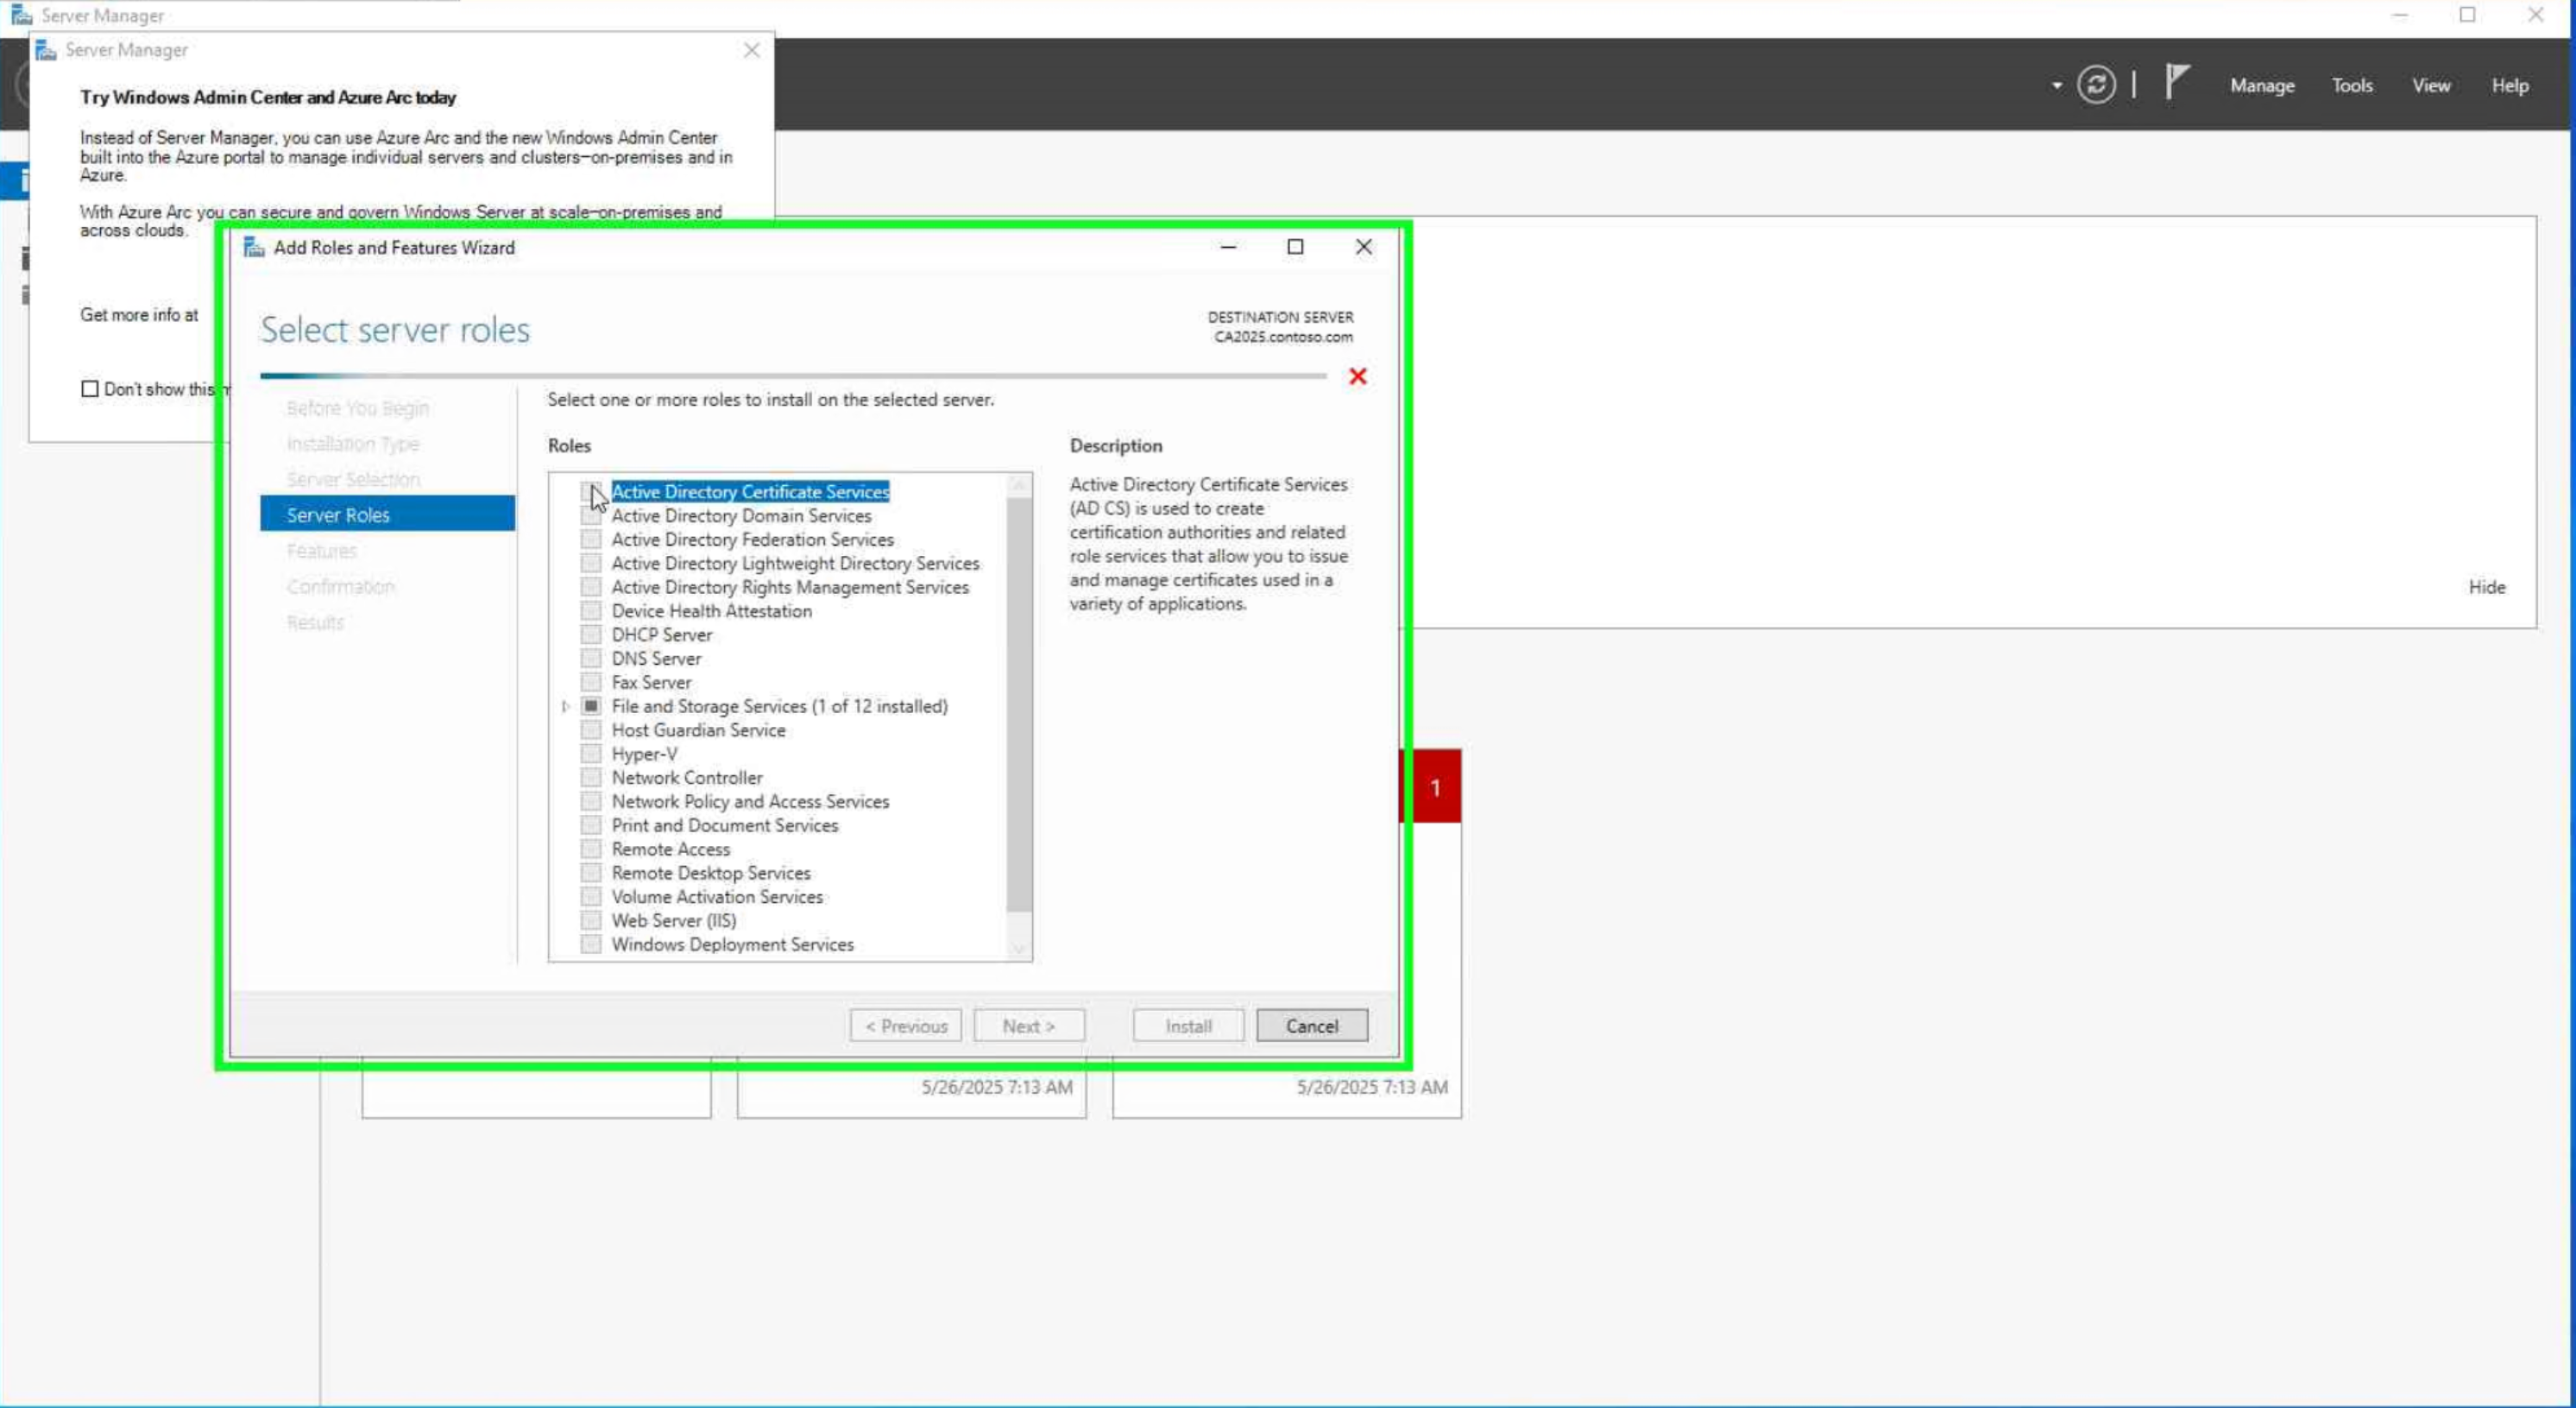 Server Manager
Server Manager
Try Windows Admin Center and Azure Arc today
Instead of Server Manager, you can use Azure Arc and the new Windows Admin Center
built into the Azure portal to manage individual servers and clusters—on-premises and in
Azure.
With Azure Arc you can secure and govern Windows Server at scale—on-premises and
across clouds.
Get more info at
Don't show this
Manage
Tools
View
Help
Add Roles and Features Wizard
Select server roles
DESTINATION SERVER
CA2025.contoso.com
Before You Begin
Installation Type
Server Selection
Server Roles
Features
Confirmation
Results
Select one or more roles to install on the selected server.
Roles
Active Directory Certificate Services
Active Directory Domain Services
Active Directory Federation Services
Active Directory Lightweight Directory Services
Active Directory Rights Management Services
Device Health Attestation
DHCP Server
DNS Server
Fax Server
File and Storage Services (1 of 12 installed)
Host Guardian Service
Hyper-V
Network Controller
Network Policy and Access Services
Print and Document Services
Remote Access
Remote Desktop Services
Volume Activation Services
Web Server (IIS)
Windows Deployment Services
Description
Active Directory Certificate Services
(AD CS) is used to create
certification authorities and related
role services that allow you to issue
and manage certificates used in a
variety of applications.
< Previous
Next >
Install
Cancel
Hide
1
5/26/2025 7:13 AM
5/26/2025 7:13 AM